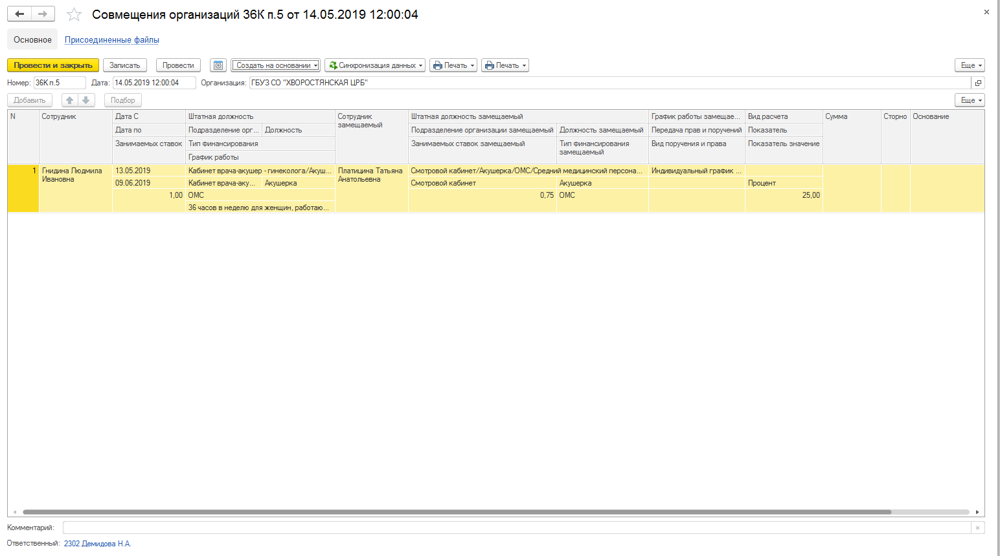 Совмещения организаций 36К п.5 от 14.05.2019 12:00:04
Основное Присоединенные файлы
Провести и закрыть Записать Провести Создать на основании Синхронизация данных Печать Печать Еще
Номер: 36К п.5 Дата: 14.05.2019 12:00:04 Организация: ГБУЗ СО "ХВОРОСТЯНСКАЯ ЦРБ"
Добавить Подбор Еще
N Сотрудник Дата С Штатная должность Сотрудник замещаемый Штатная должность замещаемый График работы замещае... Вид расчета Сумма Сторно Основание
Дата по Подразделение орг... Должность Подразделение организации замещаемый Должность замещаемый Передача прав и поручений Показатель
Занимаемых ставок Тип финансирования Занимаемых ставок замещаемый Тип финансирования замещаемый Вид поручения и права Показатель значение
График работы
1 Гнидина Людмила Ивановна 13.05.2019 Кабинет врача-акушер - гинеколога/Акуш... Платицина Татьяна Анатольевна Смотровой кабинет/Акушерка/ОМС/Средний медицинский персона... Индивидуальный график ...
09.06.2019 Кабинет врача-аку... Акушерка Смотровой кабинет Акушерка Процент
1,00 ОМС 0,75 ОМС 25,00
36 часов в неделю для женщин, работаю...
Комментарий:
Ответственный: 2302 Демидова Н.А.